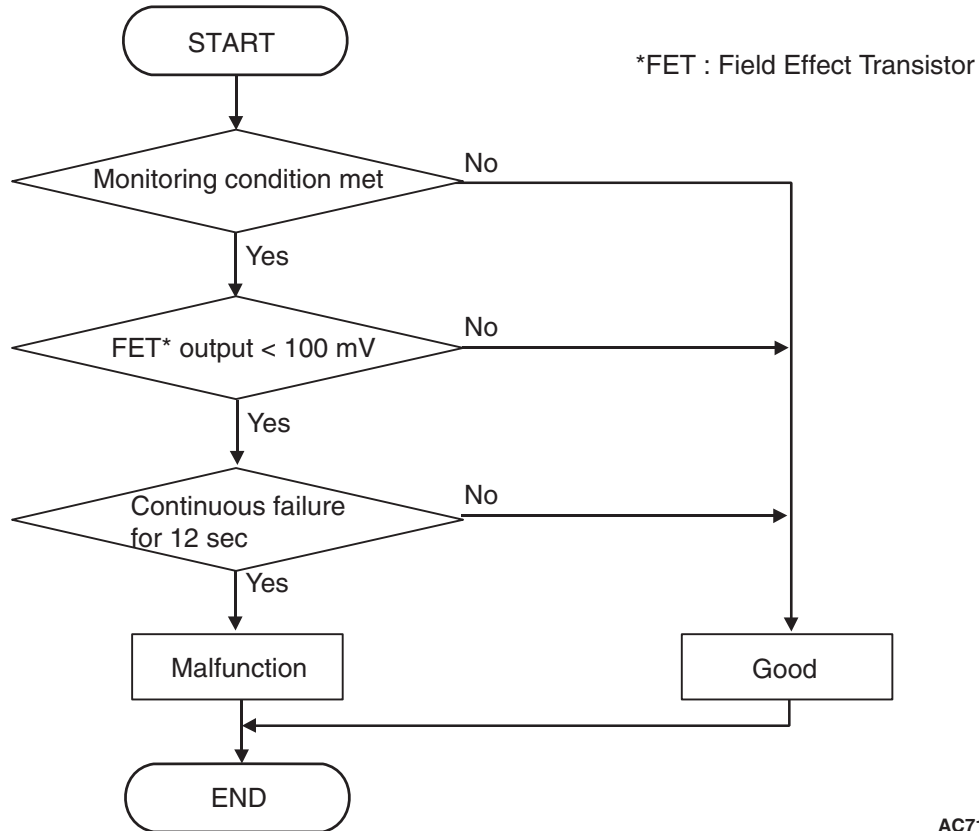 START
*FET : Field Effect Transistor
Monitoring condition met
No
Yes
FET* output < 100 mV
No
Yes
Continuous failure
for 12 sec
No
Yes
Malfunction
Good
END